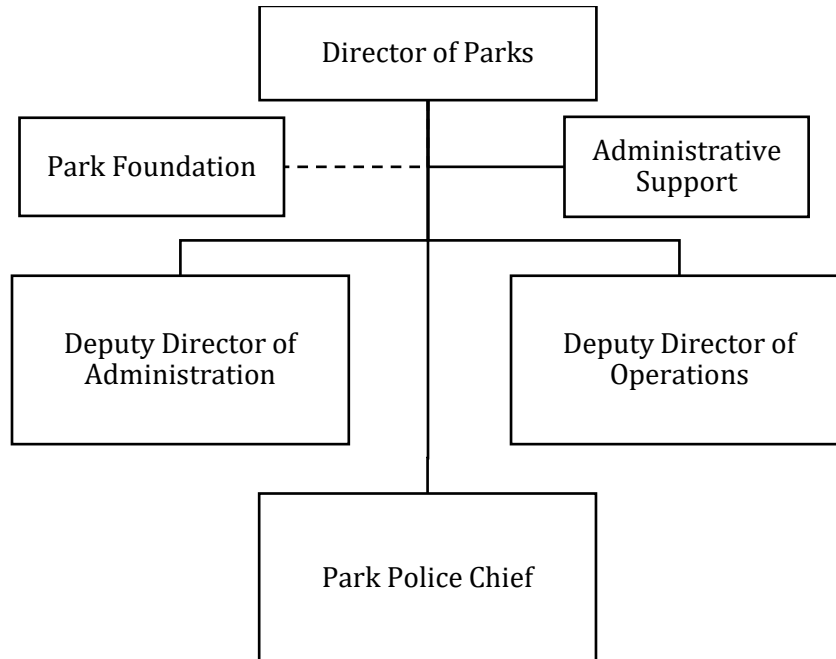 Director of Parks
Park Foundation
Administrative
Support
Deputy Director of
Administration
Deputy Director of
Operations
Park Police Chief